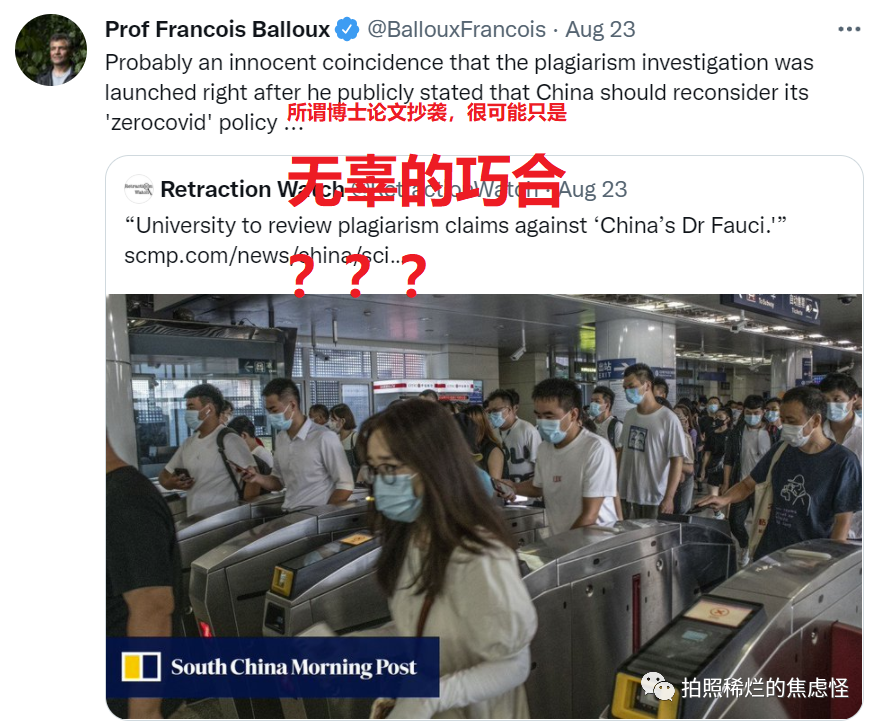 Prof Francois Balloux @BallouxFrancois · Aug 23
Probably an innocent coincidence that the plagiarism investigation was
launched right after he publicly stated that China should reconsider its
'zerocovid' policy ...
所谓博士论文抄袭，很可能只是
无辜的巧合
？？？
Retraction Watch @RetractionWatch · Aug 23
“University to review plagiarism claims against ‘China’s Dr Fauci.'”
scmp.com/news/china/sci...
South China Morning Post
拍照稀烂的焦虑怪